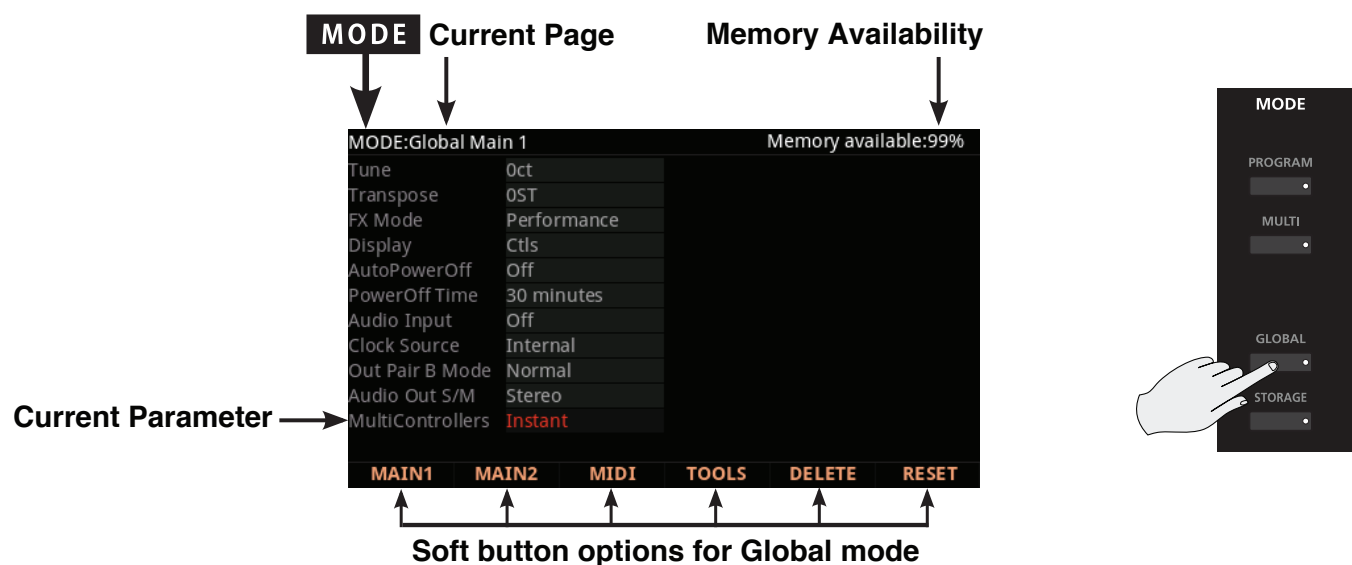 MODE Current Page
Memory Availability
MODE:Global Main 1
Memory available:99%
Tune 0ct
Transpose 0ST
FX Mode Performance
Display Ctls
AutoPowerOff Off
PowerOff Time 30 minutes
Audio Input Off
Clock Source Internal
Out Pair B Mode Normal
Audio Out S/M Stereo
Current Parameter
MultiControllers Instant
MAIN1 MAIN2 MIDI TOOLS DELETE RESET
Soft button options for Global mode
MODE
PROGRAM
MULTI
GLOBAL
STORAGE